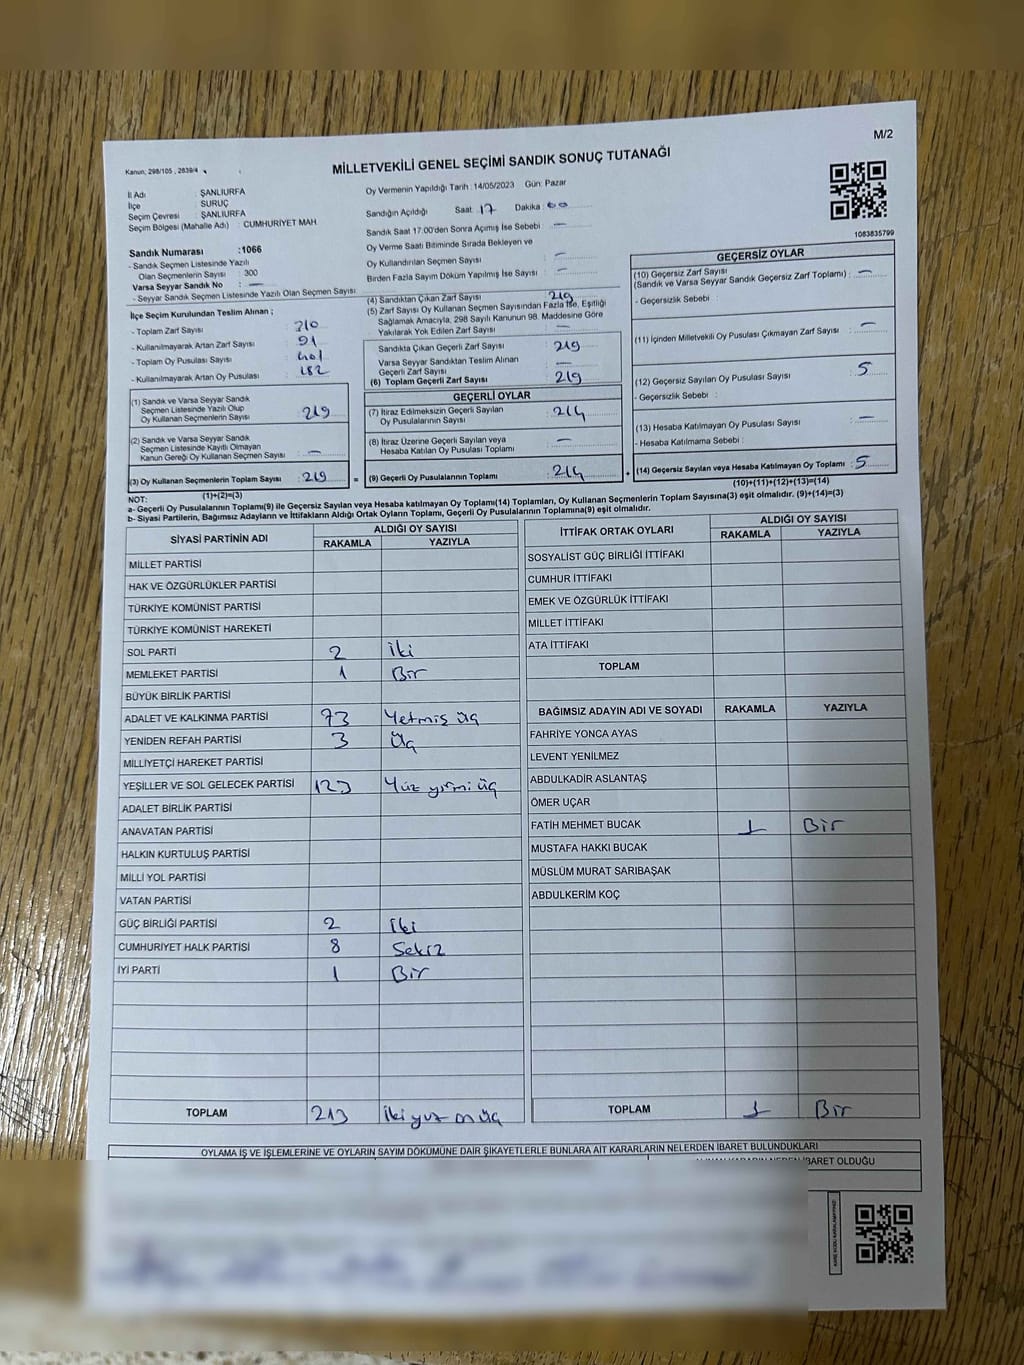 M/2
Kanun; 298/105 , 2839/4
MİLLETVEKİLİ GENEL SEÇİMİ SANDIK SONUÇ TUTANAĞI
1083835799
İl Adı : ŞANLIURFA
İlçe : SURUÇ
Seçim Çevresi : ŞANLIURFA
Seçim Bölgesi (Mahalle Adı) : CUMHURİYET MAH
Sandık Numarası :1066
- Sandık Seçmen Listesinde Yazılı
Olan Seçmenlerin Sayısı : 300
Varsa Seyyar Sandık No : —
- Seyyar Sandık Seçmen Listesinde Yazılı Olan Seçmen Sayısı
İlçe Seçim Kurulundan Teslim Alınan ;
- Toplam Zarf Sayısı : 310
- Kullanılmayarak Artan Zarf Sayısı : 91
- Toplam Oy Pusulası Sayısı : 401
- Kullanılmayarak Artan Oy Pusulası : 182
(1) Sandık ve Varsa Seyyar Sandık
Seçmen Listesinde Yazılı Olup
Oy Kullanan Seçmenlerin Sayısı : 219
(2) Sandık ve Varsa Seyyar Sandık
Seçmen Listesinde Kayıtlı Olmayan
Kanun Gereği Oy Kullanan Seçmen Sayısı : —
(3) Oy Kullanan Seçmenlerin Toplam Sayısı : 219
(1)+(2)=(3)
Oy Vermenin Yapıldığı Tarih :14/05/2023 Gün: Pazar
Sandığın Açıldığı Saat: 17 Dakika : 00
Sandık Saat 17.00'den Sonra Açımış İse Sebebi : —
Oy Verme Saati Bitiminde Sırada Bekleyen ve
Oy Kullandırılan Seçmen Sayısı : —
Birden Fazla Sayım Döküm Yapılmış İse Sayısı : —
(4) Sandıktan Çıkan Zarf Sayısı : 219
(5) Zarf Sayısı Oy Kullanan Seçmen Sayısından Fazla İse, Eşitliği
Sağlamak Amacıyla, 298 Sayılı Kanunun 98. Maddesine Göre
Yakılarak Yok Edilen Zarf Sayısı : —
Sandıkta Çıkan Geçerli Zarf Sayısı : 219
Varsa Seyyar Sandıktan Teslim Alınan
Geçerli Zarf Sayısı : —
(6) Toplam Geçerli Zarf Sayısı : 219
GEÇERLİ OYLAR
(7) İtiraz Edilmeksizin Geçerli Sayılan
Oy Pusulalarının Sayısı : 214
(8) İtiraz Üzerine Geçerli Sayılan veya
Hesaba Katılan Oy Pusulası Toplamı : —
= (9) Geçerli Oy Pusulalarının Toplamı : 214
GEÇERSİZ OYLAR
(10) Geçersiz Zarf Sayısı
(Sandık ve Varsa Seyyar Sandık Geçersiz Zarf Toplamı) : —
- Geçersizlik Sebebi :
(11) İçinden Milletvekili Oy Pusulası Çıkmayan Zarf Sayısı : —
(12) Geçersiz Sayılan Oy Pusulası Sayısı : 5
- Geçersizlik Sebebi :
(13) Hesaba Katılmayan Oy Pusulası Sayısı : —
- Hesaba Katılmama Sebebi :
+ (14) Geçersiz Sayılan veya Hesaba Katılmayan Oy Toplamı : 5
(10)+(11)+(12)+(13)=(14)
NOT:
a- Geçerli Oy Pusulalarının Toplamı(9) ile Geçersiz Sayılan veya Hesaba katılmayan Oy Toplamı(14) Toplamları, Oy Kullanan Seçmenlerin Toplam Sayısına(3) eşit olmalıdır. (9)+(14)=(3)
b- Siyasi Partilerin, Bağımsız Adayların ve İttifakların Aldığı Ortak Oyların Toplamı, Geçerli Oy Pusulalarının Toplamına(9) eşit olmalıdır.
SİYASİ PARTİNİN ADI ALDIĞI OY SAYISI
RAKAMLA YAZIYLA
MİLLET PARTİSİ
HAK VE ÖZGÜRLÜKLER PARTİSİ
TÜRKİYE KOMÜNİST PARTİSİ
TÜRKİYE KOMÜNİST HAREKETİ
SOL PARTİ 2 iki
MEMLEKET PARTİSİ 1 Bir
BÜYÜK BİRLİK PARTİSİ
ADALET VE KALKINMA PARTİSİ 73 Yetmiş üç
YENİDEN REFAH PARTİSİ 3 Üç
MİLLİYETÇİ HAREKET PARTİSİ
YEŞİLLER VE SOL GELECEK PARTİSİ 123 Yüz yirmi üç
ADALET BİRLİK PARTİSİ
ANAVATAN PARTİSİ
HALKIN KURTULUŞ PARTİSİ
MİLLİ YOL PARTİSİ
VATAN PARTİSİ
GÜÇ BİRLİĞİ PARTİSİ 2 iki
CUMHURİYET HALK PARTİSİ 8 Sekiz
İYİ PARTİ 1 Bir
TOPLAM 213 iki yuz on üç
İTTİFAK ORTAK OYLARI ALDIĞI OY SAYISI
RAKAMLA YAZIYLA
SOSYALİST GÜÇ BİRLİĞİ İTTİFAKI
CUMHUR İTTİFAKI
EMEK VE ÖZGÜRLÜK İTTİFAKI
MİLLET İTTİFAKI
ATA İTTİFAKI
TOPLAM
BAĞIMSIZ ADAYIN ADI VE SOYADI RAKAMLA YAZIYLA
FAHRİYE YONCA AYAS
LEVENT YENİLMEZ
ABDULKADİR ASLANTAŞ
ÖMER UÇAR
FATİH MEHMET BUCAK 1 Bir
MUSTAFA HAKKI BUCAK
MÜSLÜM MURAT SARIBAŞAK
ABDULKERİM KOÇ
TOPLAM 1 Bir
OYLAMA İŞ VE İŞLEMLERİNE VE OYLARIN SAYIM DÖKÜMÜNE DAİR ŞİKAYETLERLE BUNLARA AİT KARARLARIN NELERDEN İBARET BULUNDUKLARI
İBARET OLDUĞU